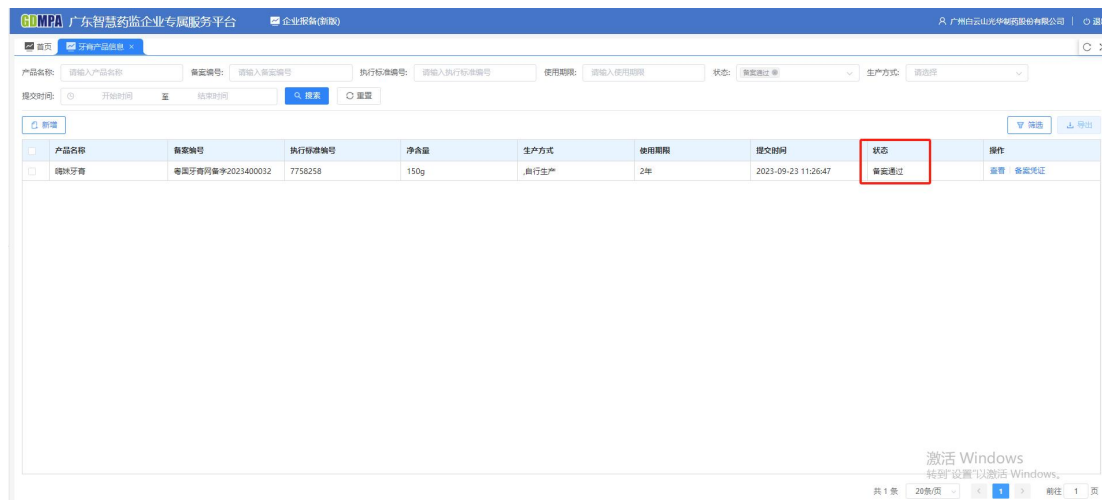 GDMPA 广东智慧药监企业专属服务平台 企业报备(新版) 广州白云山光华制药股份有限公司
首页 牙膏产品信息 ×
产品名称: 请输入产品名称 备案编号: 请输入备案编号 执行标准编号: 请输入执行标准编号 使用期限: 请输入使用期限 状态: 备案通过 生产方式: 请选择
提交时间: 开始时间 至 结束时间 搜索 重置
新增 筛选 导出
产品名称 备案编号 执行标准编号 净含量 生产方式 使用期限 提交时间 状态 操作
嗨妹牙膏 粤国牙膏网备字2023400032 7758258 150g ,自行生产 2年 2023-09-23 11:26:47 备案通过 查看 备案凭证
激活 Windows
转到"设置"以激活 Windows。
共 1 条 20条/页 1 前往 1 页